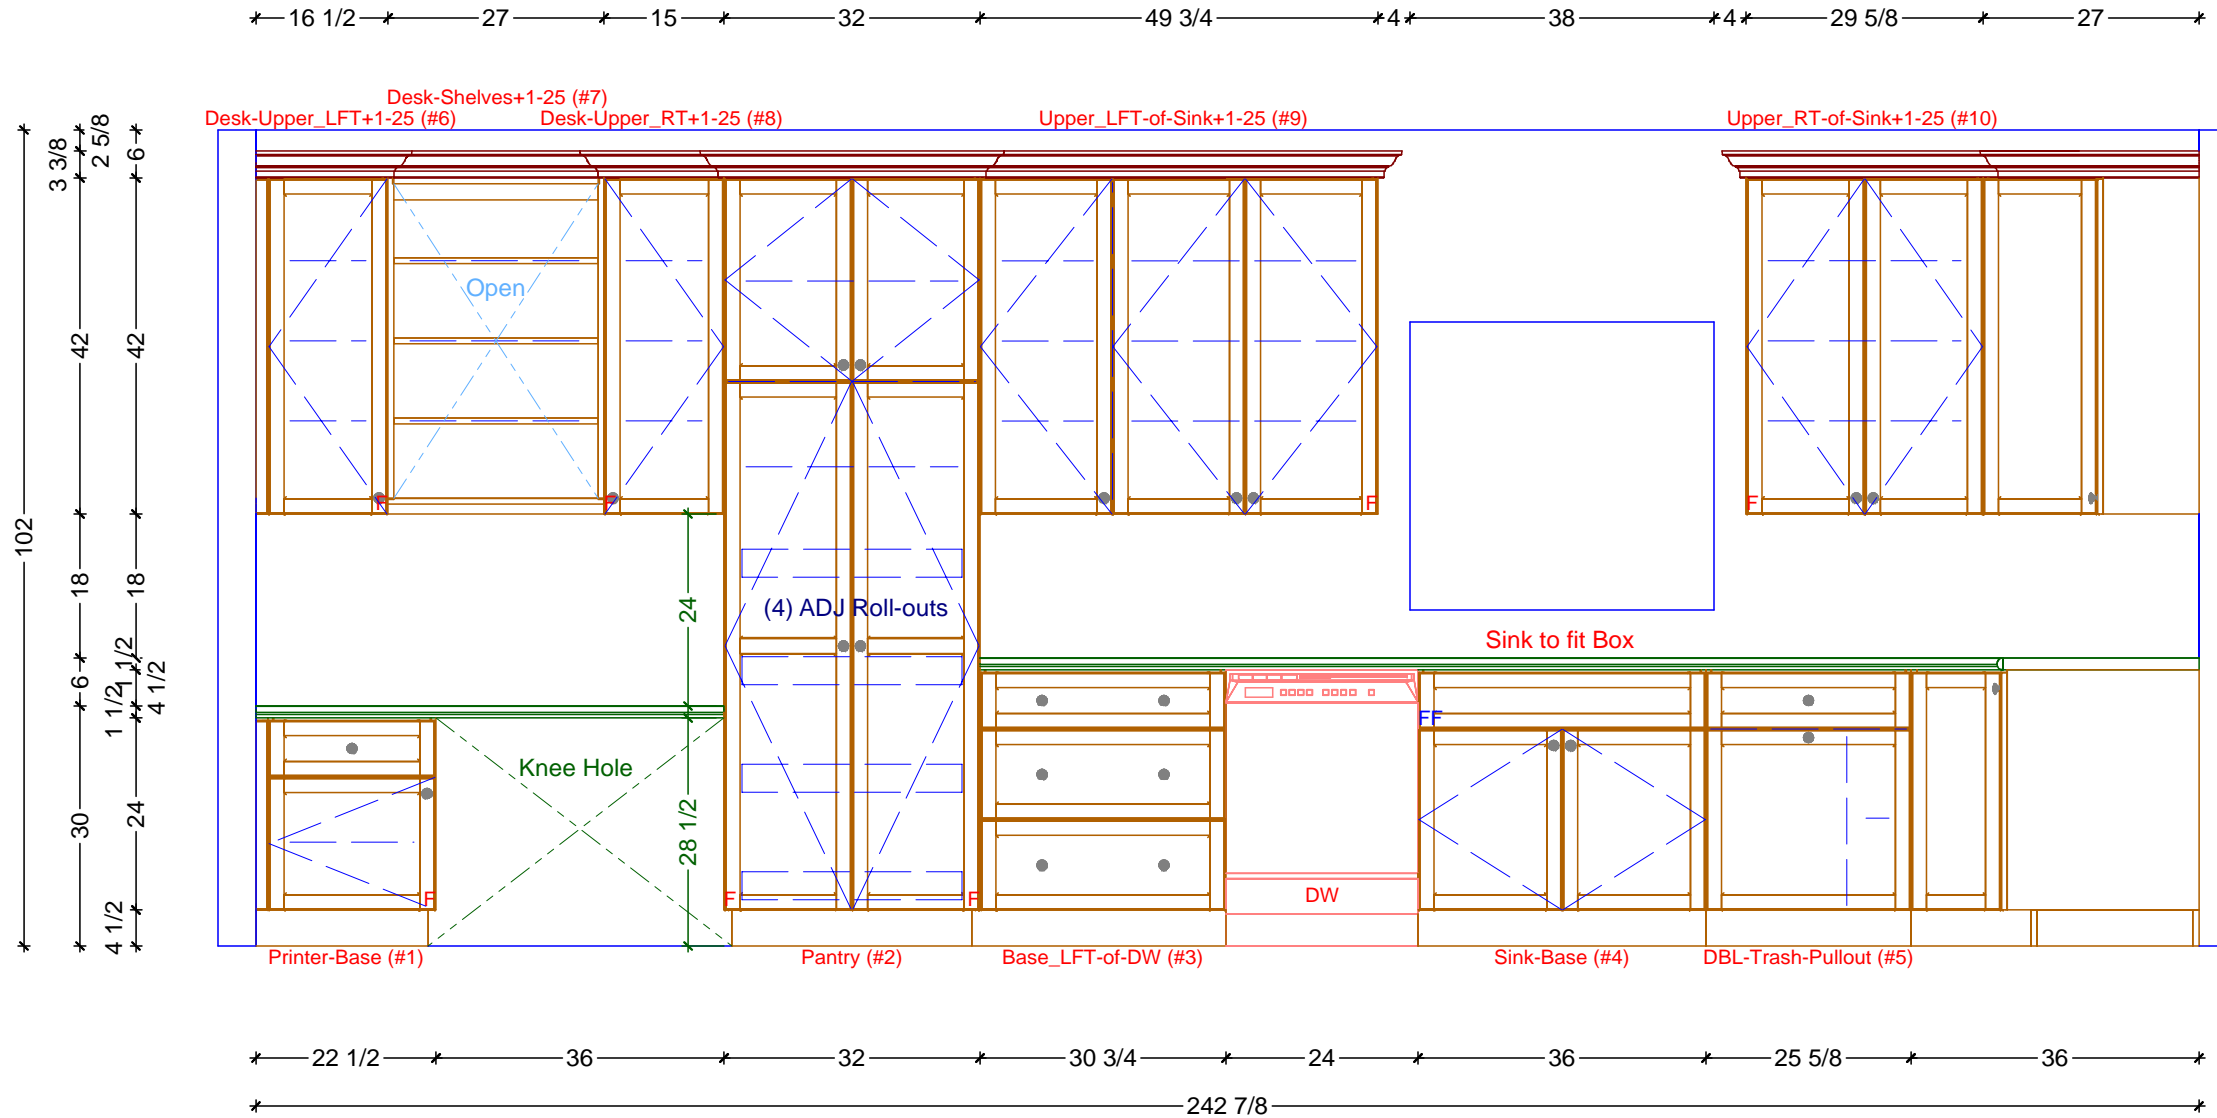 16 1/2 27 15 32 49 3/4 4 38 4 29 5/8 27
Desk-Shelves+1-25 (#7)
Desk-Upper_LFT+1-25 (#6) Desk-Upper_RT+1-25 (#8) Upper_LFT-of-Sink+1-25 (#9) Upper_RT-of-Sink+1-25 (#10)
102
3 3/8
42
18
6
30
2 5/8
6
42
18
1 1/2
1 1/2
4 1/2
24
4 1/2
Open
F
F
F
F
24
(4) ADJ Roll-outs
Sink to fit Box
FF
Knee Hole
28 1/2
F
F
F
DW
Printer-Base (#1) Pantry (#2) Base_LFT-of-DW (#3) Sink-Base (#4) DBL-Trash-Pullout (#5)
22 1/2 36 32 30 3/4 24 36 25 5/8 36
242 7/8